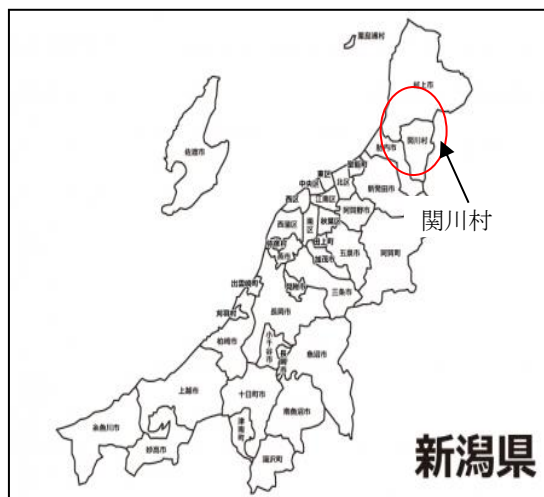 粟島浦村
村上市
関川村
胎内市
佐渡市
聖籠町
新発田市
関川村
東区
中央区
北区
西区
江南区
阿賀野市
西蒲区
南区
秋葉区
弥彦村
田上町
五泉市
阿賀町
燕市
加茂市
三条市
出雲崎町
見附市
刈羽村
長岡市
柏崎市
小千谷市
長岡市
魚沼市
上越市
十日町市
南魚沼市
糸魚川市
津南町
妙高市
湯沢町
新潟県